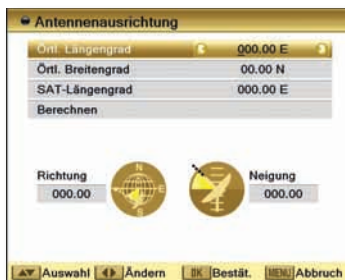 Antennenausrichtung
Örtl. Längengrad 000.00 E
Örtl. Breitengrad 00.00 N
SAT-Längengrad 000.00 E
Berechnen
N
E
S
Richtung
000.00
Neigung
000.00
Auswahl Ändern OK Bestät. MENU Abbruch